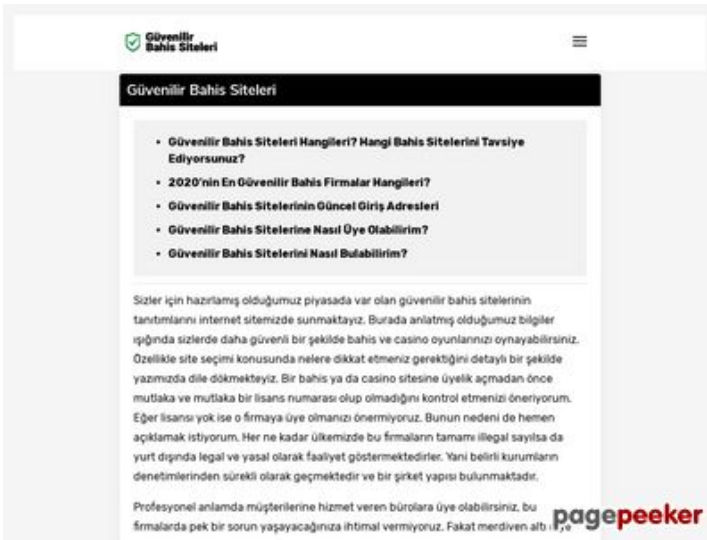 Güvenilir
Bahis Siteleri
Güvenilir Bahis Siteleri
• Güvenilir Bahis Siteleri Hangileri? Hangi Bahis Sitelerini Tavsiye
Ediyorsunuz?
• 2020'nin En Güvenilir Bahis Firmalar Hangileri?
• Güvenilir Bahis Sitelerinin Güncel Giriş Adresleri
• Güvenilir Bahis Sitelerine Nasıl Üye Olabilirim?
• Güvenilir Bahis Sitelerini Nasıl Bulabilirim?
Sizler için hazırlamış olduğumuz piyasada var olan güvenilir bahis sitelerinin
tanıtımlarını internet sitemizde sunmaktayız. Burada anlatmış olduğumuz bilgiler
ışığında sizlerde daha güvenli bir şekilde bahis ve casino oyunlarınızı oynayabilirsiniz.
Özellikle site seçimi konusunda nelere dikkat etmeniz gerektiğini detaylı bir şekilde
yazımızda dile dökmekteyiz. Bir bahis ya da casino sitesine üyelik açmadan önce
mutlaka ve mutlaka bir lisans numarası olup olmadığını kontrol etmenizi öneriyorum.
Eğer lisansı yok ise o firmaya üye olmanızı önermiyoruz. Bunun nedeni de hemen
açıklamak istiyorum. Her ne kadar ülkemizde bu firmaların tamamı illegal sayılsa da
yurt dışında legal ve yasal olarak faaliyet göstermektedirler. Yani belirli kurumların
denetimlerinden sürekli olarak geçmektedir ve bir şirket yapısı bulunmaktadır.
Profesyonel anlamda müşterilerine hizmet veren bürolara üye olabilirsiniz, bu
firmalarda pek bir sorun yaşayacağınıza ihtimal vermiyoruz. Fakat merdiven altı
pagepeeker